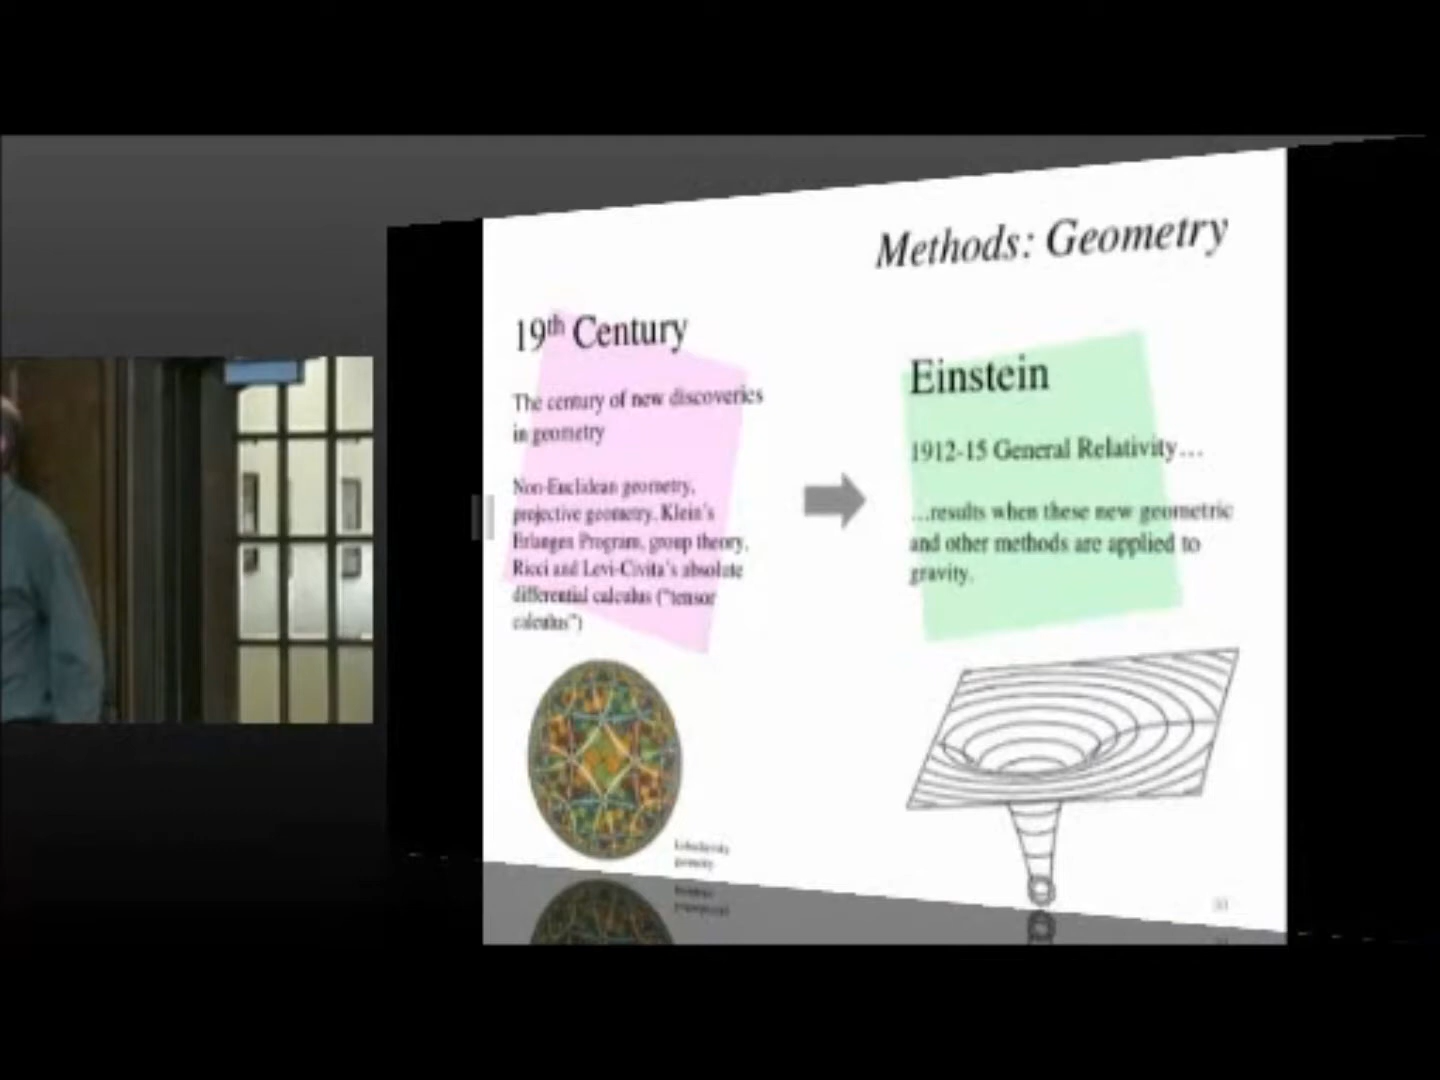 Methods: Geometry
19th Century
The century of new discoveries
in geometry
Non-Euclidean geometry,
projective geometry, Klein's
Erlangen Program, group theory,
Ricci and Levi-Civita's absolute
differential calculus ("tensor
calculus")
Einstein
1912-15 General Relativity…
…results when these new geometric
and other methods are applied to
gravity.
geometry